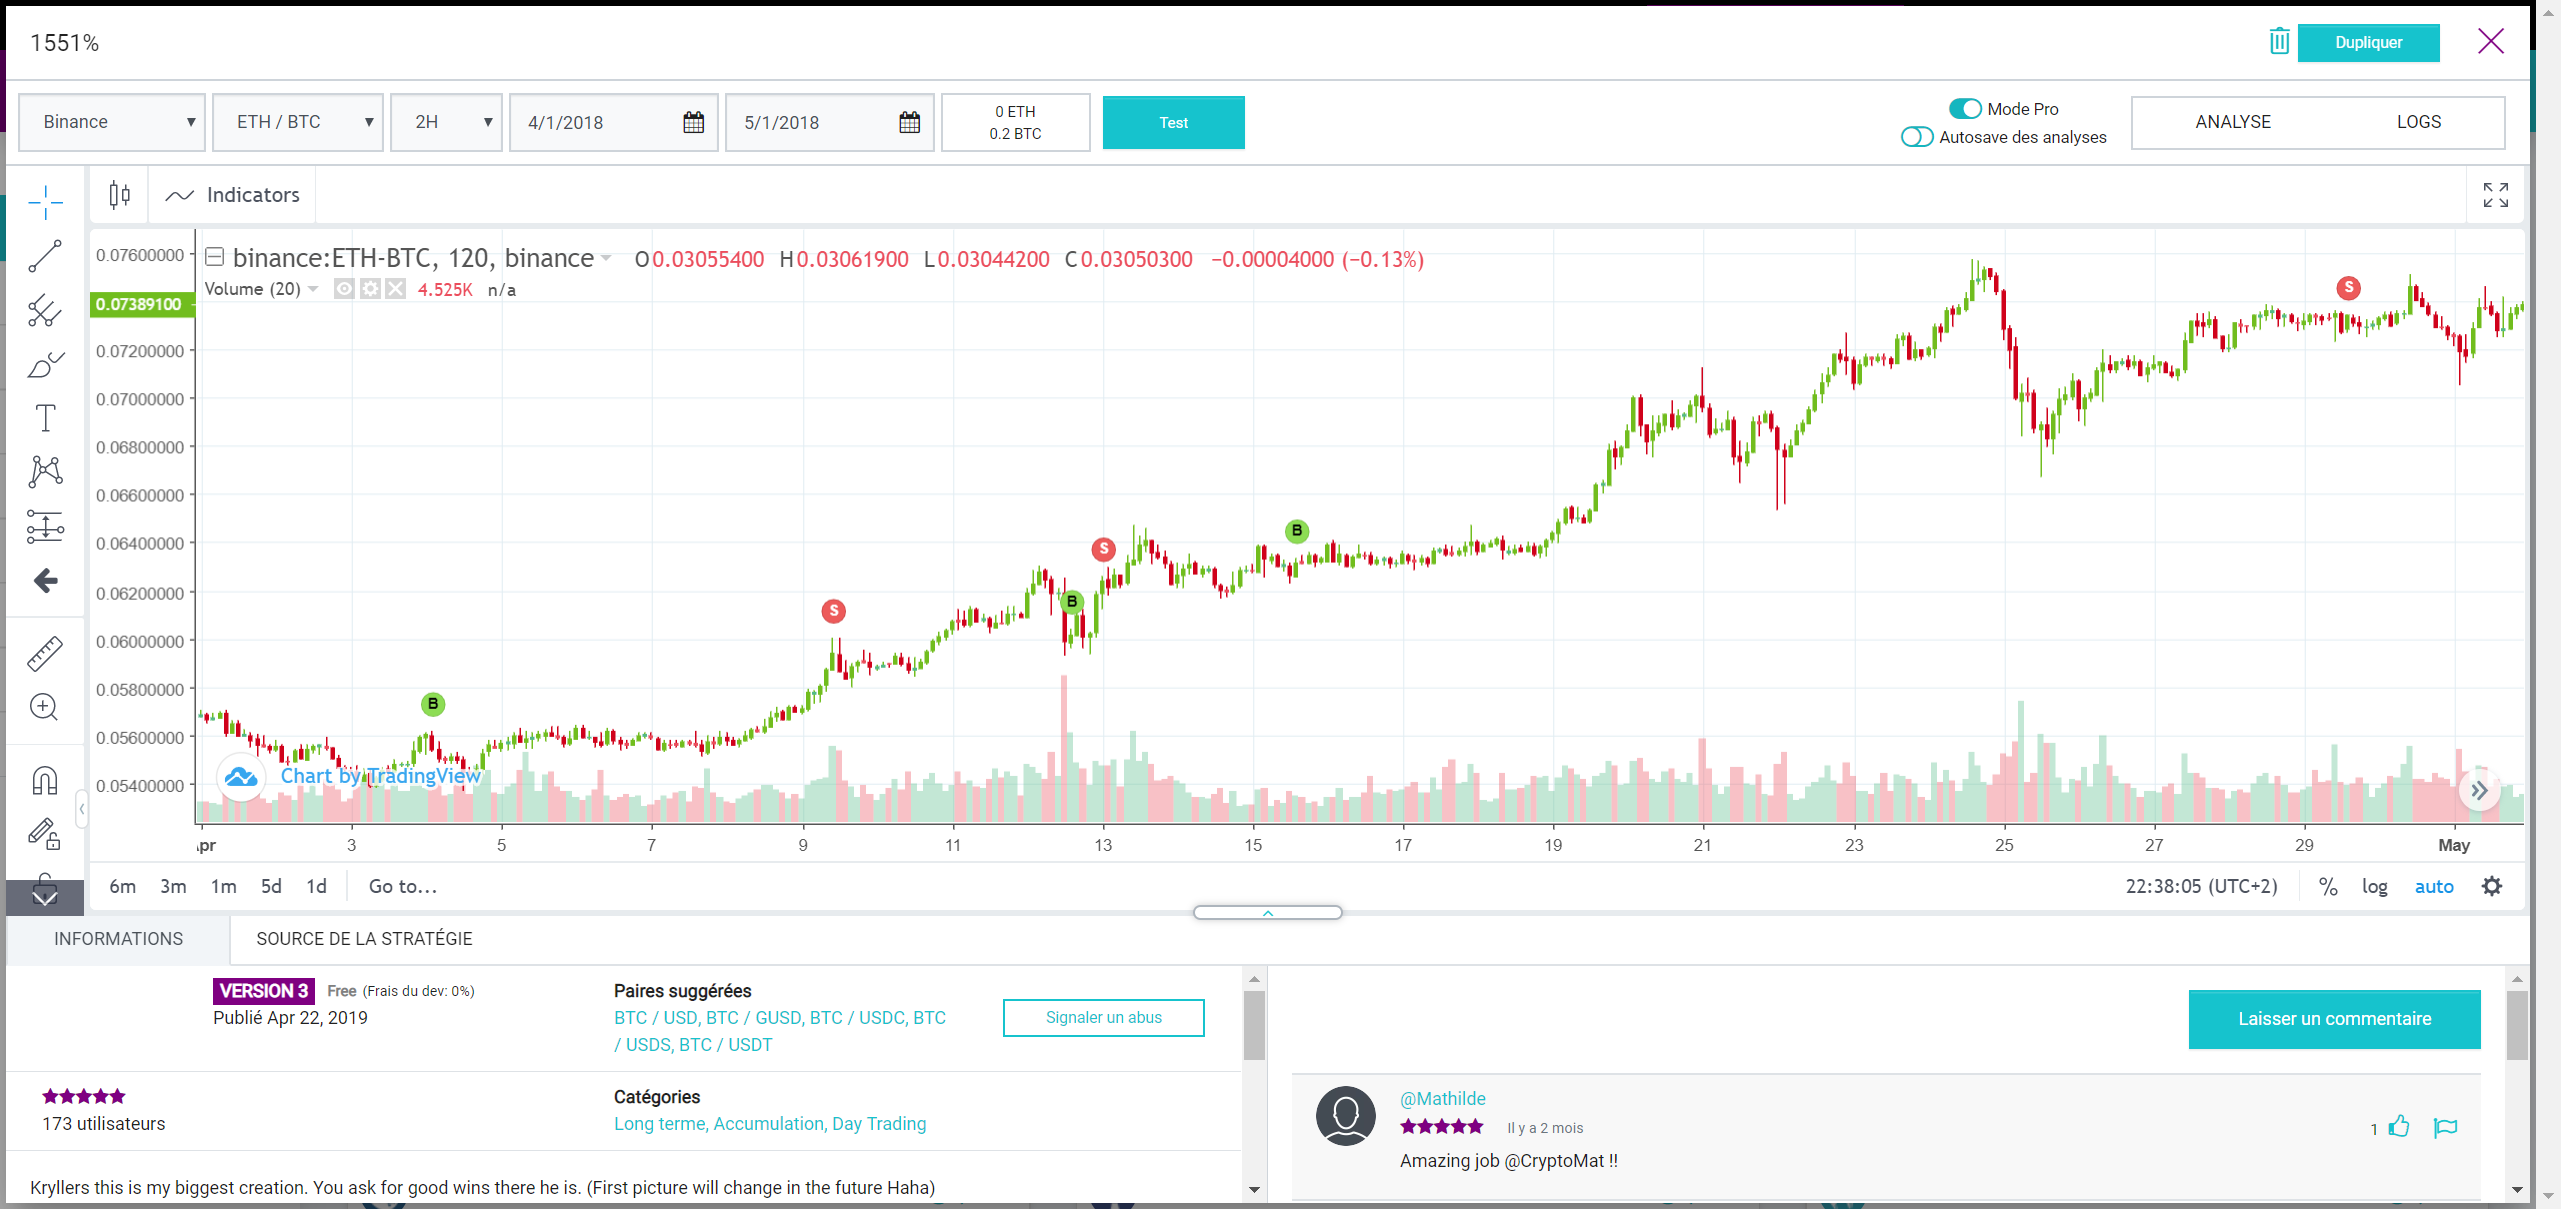 1551%
Dupliquer
Binance
ETH / BTC
2H
4/1/2018
5/1/2018
0 ETH
0.2 BTC
Test
Mode Pro
Autosave des analyses
ANALYSE
LOGS
Indicators
binance:ETH-BTC, 120, binance O0.03055400 H0.03061900 L0.03044200 C0.03050300 −0.00004000 (−0.13%)
Volume (20) 4.525K n/a
0.07600000
0.07389100
0.07200000
0.07000000
0.06800000
0.06600000
0.06400000
0.06200000
0.06000000
0.05800000
0.05600000
0.05400000
B
S
B
S
B
S
Chart by TradingView
Apr 3 5 7 9 11 13 15 17 19 21 23 25 27 29 May
6m 3m 1m 5d 1d Go to...
22:38:05 (UTC+2) % log auto
INFORMATIONS
SOURCE DE LA STRATÉGIE
VERSION 3 Free (Frais du dev: 0%)
Publié Apr 22, 2019
Paires suggérées
BTC / USD, BTC / GUSD, BTC / USDC, BTC
/ USDS, BTC / USDT
Signaler un abus
173 utilisateurs
Catégories
Long terme, Accumulation, Day Trading
Kryllers this is my biggest creation. You ask for good wins there he is. (First picture will change in the future Haha)
Laisser un commentaire
@Mathilde
Il y a 2 mois
1
Amazing job @CryptoMat !!